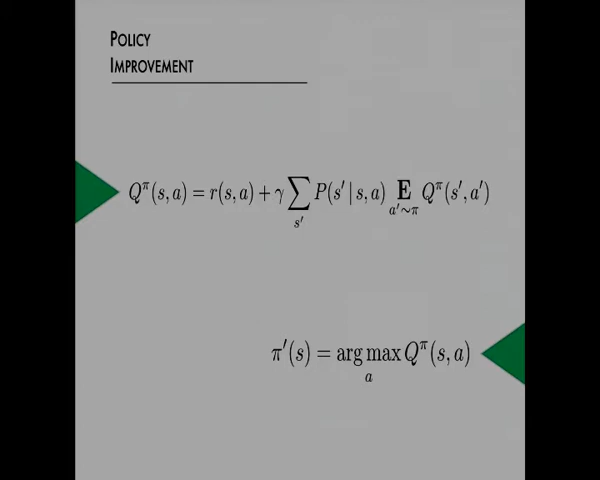 POLICY
IMPROVEMENT
Q^π(s, a) = r(s, a) + γ ∑_{s′} P(s′ | s, a) E_{a′∼π} Q^π(s′, a′)
π′(s) = arg max_a Q^π(s, a)